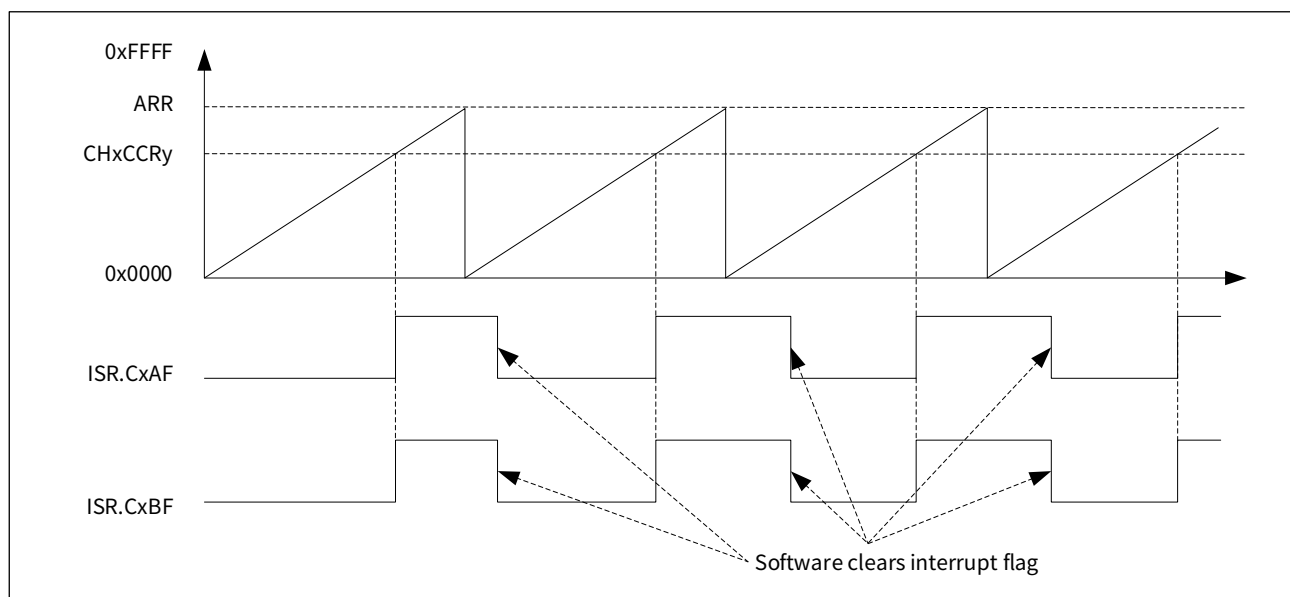 0xFFFF
ARR
CHxCCRy
0x0000
ISR.CxAF
ISR.CxBF
Software clears interrupt flag